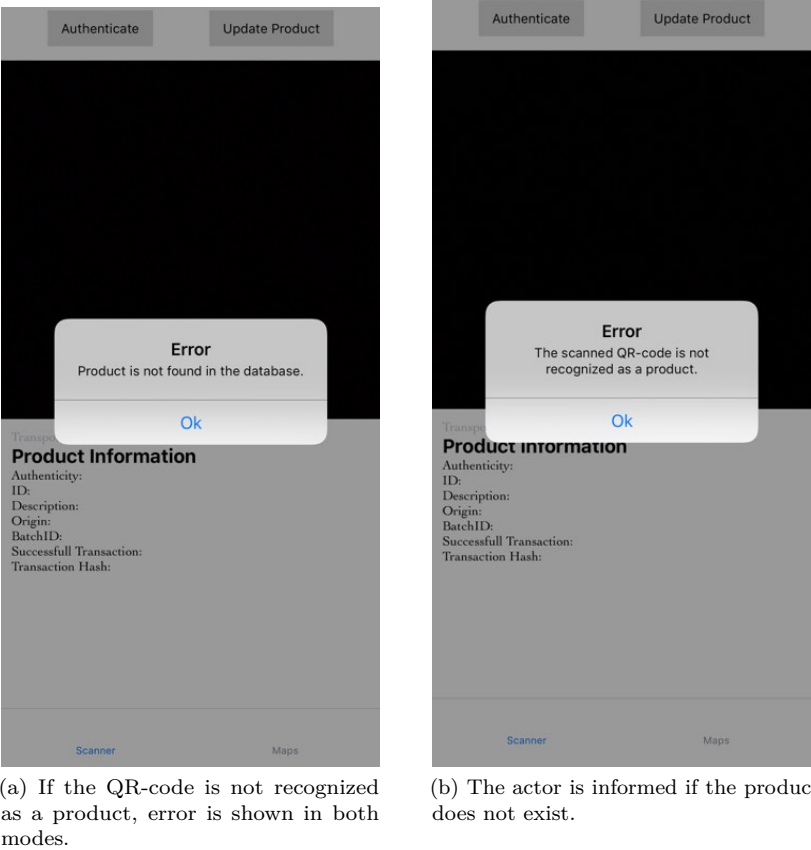 Authenticate
Update Product
Error
Product is not found in the database.
Ok
Product Information
Authenticity:
ID:
Description:
Origin:
BatchID:
Successfull Transaction:
Transaction Hash:
Scanner
Maps
(a) If the QR-code is not recognized
as a product, error is shown in both
modes.
Authenticate
Update Product
Error
The scanned QR-code is not
recognized as a product.
Ok
Product Information
Authenticity:
ID:
Description:
Origin:
BatchID:
Successfull Transaction:
Transaction Hash:
Scanner
Maps
(b) The actor is informed if the produc
does not exist.